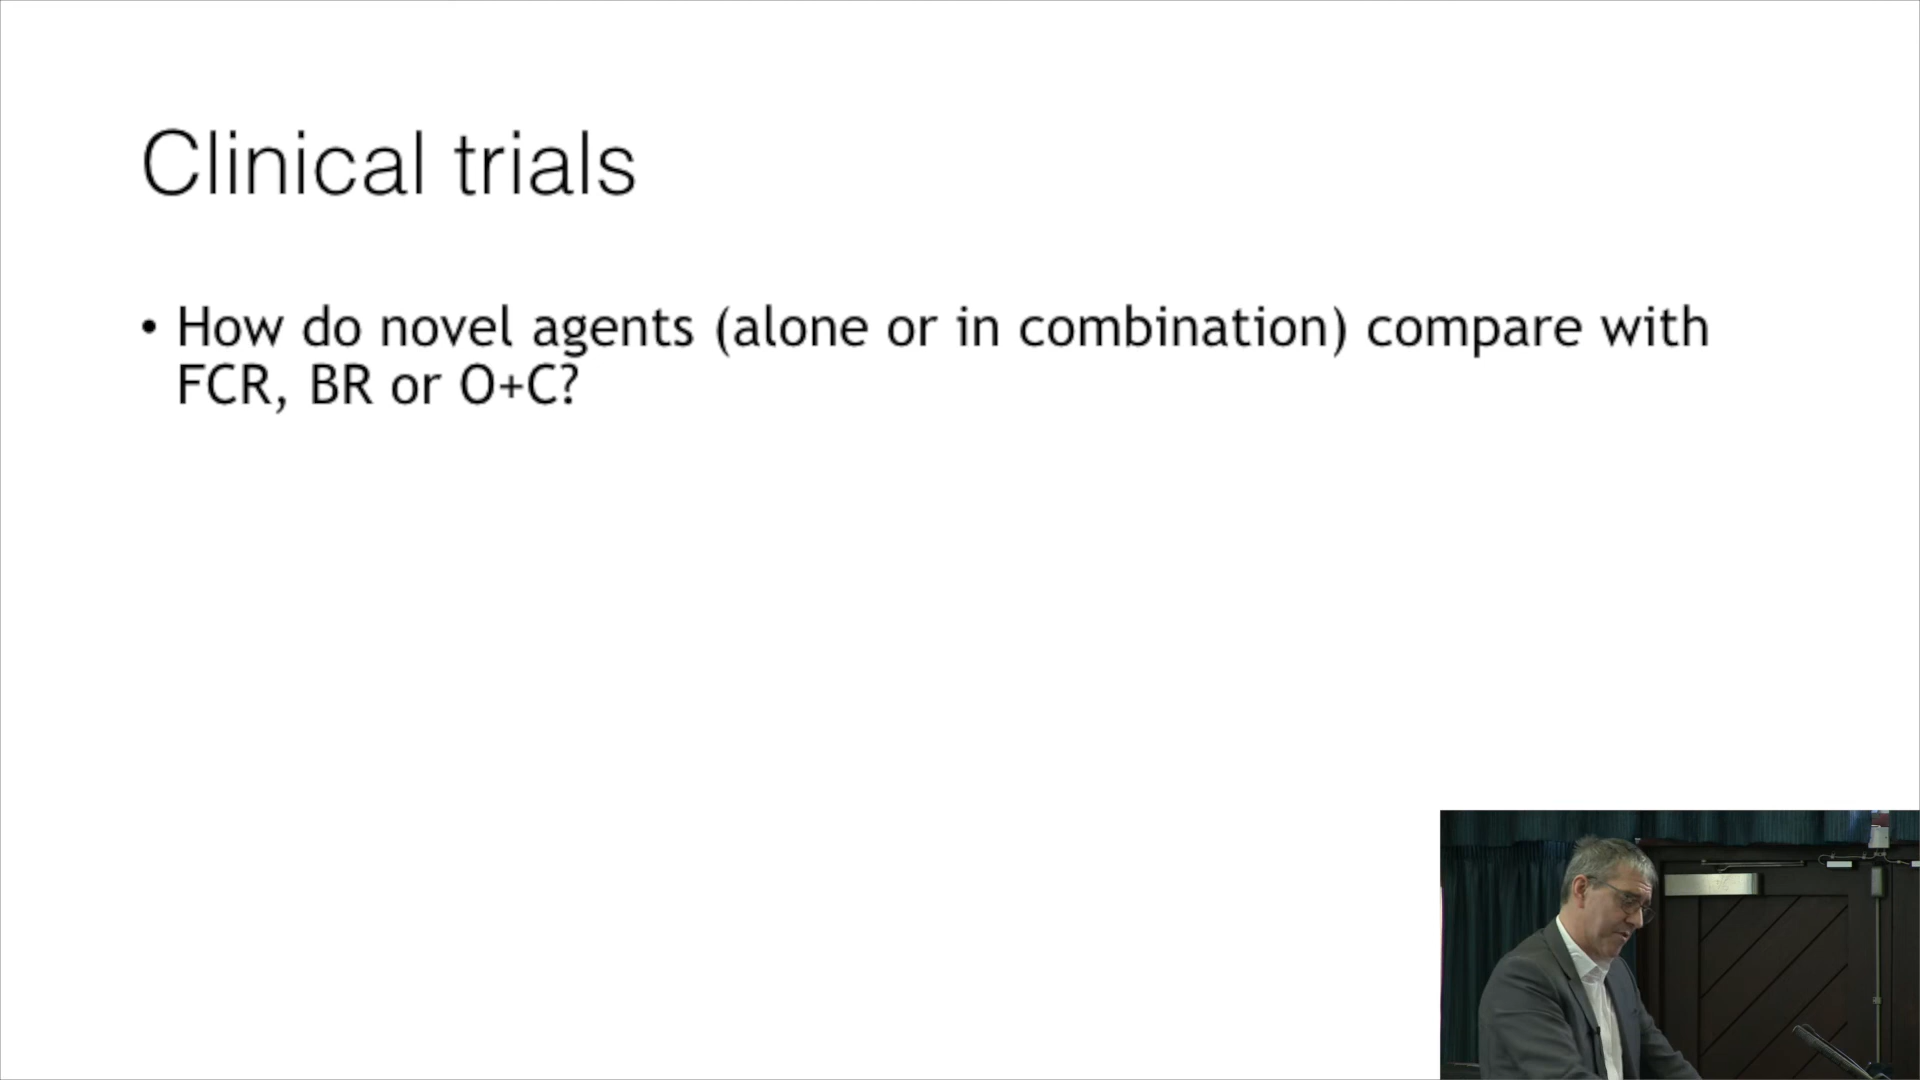 Clinical trials
• How do novel agents (alone or in combination) compare with
FCR, BR or O+C?